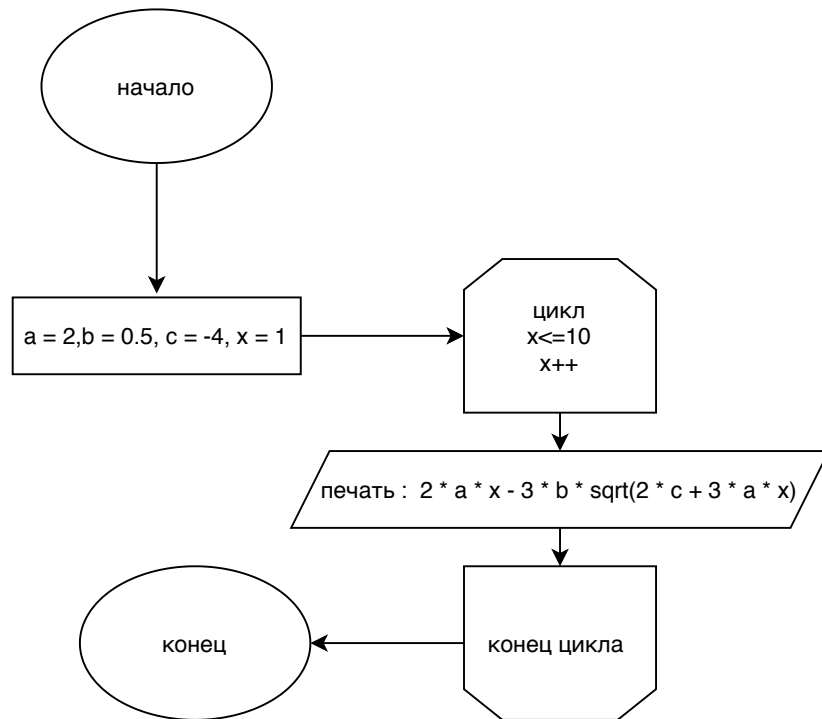 начало
a = 2,b = 0.5, c = -4, x = 1
цикл
x<=10
x++
печать : 2 * a * x - 3 * b * sqrt(2 * c + 3 * a * x)
конец цикла
конец